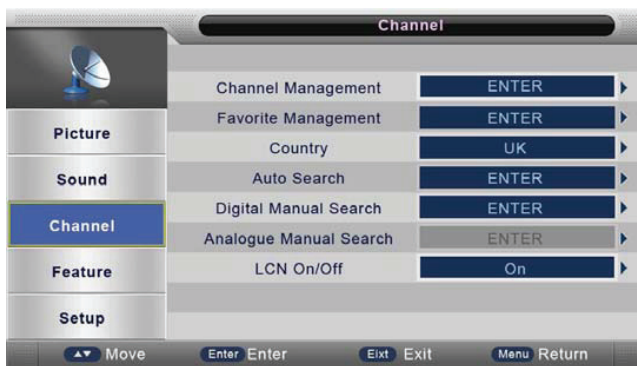 Channel
Channel Management ENTER
Favorite Management ENTER
Country UK
Auto Search ENTER
Digital Manual Search ENTER
Analogue Manual Search ENTER
LCN On/Off On
Picture
Sound
Channel
Feature
Setup
Move Enter Enter Eixt Exit Menu Return